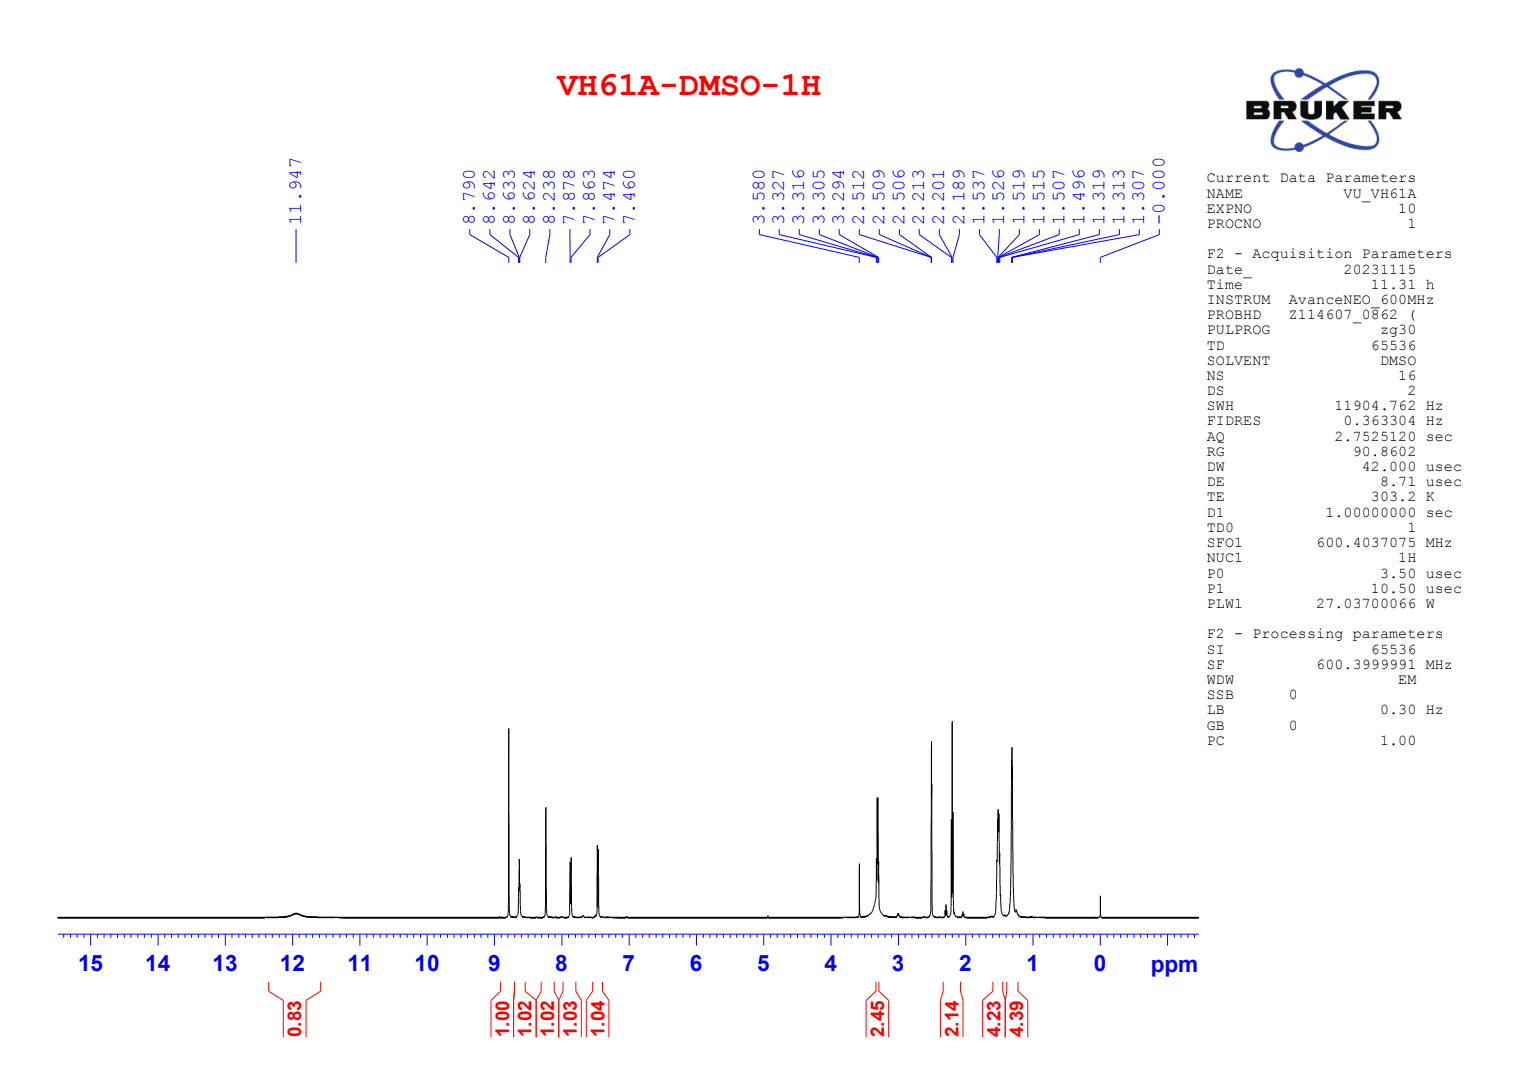 VH61A-DMSO-1H
BRUKER
11.947
8.790
8.642
8.633
8.624
8.238
7.878
7.863
7.474
7.460
3.580
3.327
3.316
3.305
3.294
2.512
2.509
2.506
2.213
2.201
2.189
1.537
1.526
1.519
1.515
1.507
1.496
1.319
1.313
1.307
-0.000
Current Data Parameters
NAME VU_VH61A
EXPNO 10
PROCNO 1
F2 - Acquisition Parameters
Date_ 20231115
Time 11.31 h
INSTRUM AvanceNEO_600MHz
PROBHD Z114607_0862 (
PULPROG zg30
TD 65536
SOLVENT DMSO
NS 16
DS 2
SWH 11904.762 Hz
FIDRES 0.363304 Hz
AQ 2.7525120 sec
RG 90.8602
DW 42.000 usec
DE 8.71 usec
TE 303.2 K
D1 1.00000000 sec
TD0 1
SFO1 600.4037075 MHz
NUC1 1H
P0 3.50 usec
P1 10.50 usec
PLW1 27.03700066 W
F2 - Processing parameters
SI 65536
SF 600.3999991 MHz
WDW EM
SSB 0
LB 0.30 Hz
GB 0
PC 1.00
15 14 13 12 11 10 9 8 7 6 5 4 3 2 1 0 ppm
0.83
1.00
1.02
1.02
1.03
1.04
2.45
2.14
4.23
4.39